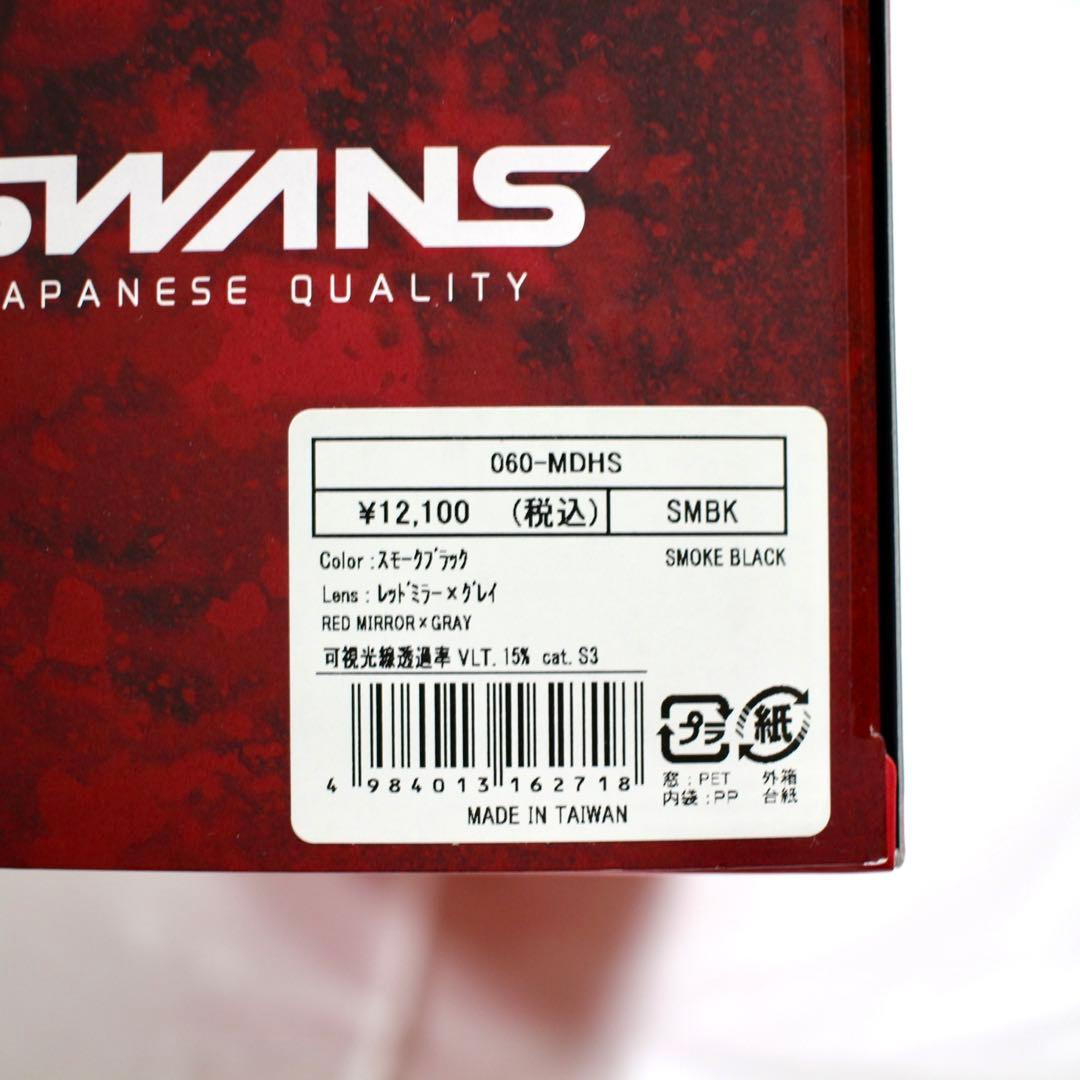 SWANS
APANESE QUALITY
060-MDHS
¥12,100 (税込) SMBK
Color :スモークブラック SMOKE BLACK
Lens : レッドミラー×グレイ
RED MIRROR×GRAY
可視光線透過率 VLT. 15% cat. S3
4 984013 162718
プラ 紙
窓 : PET 外箱
内袋 : PP 台紙
MADE IN TAIWAN